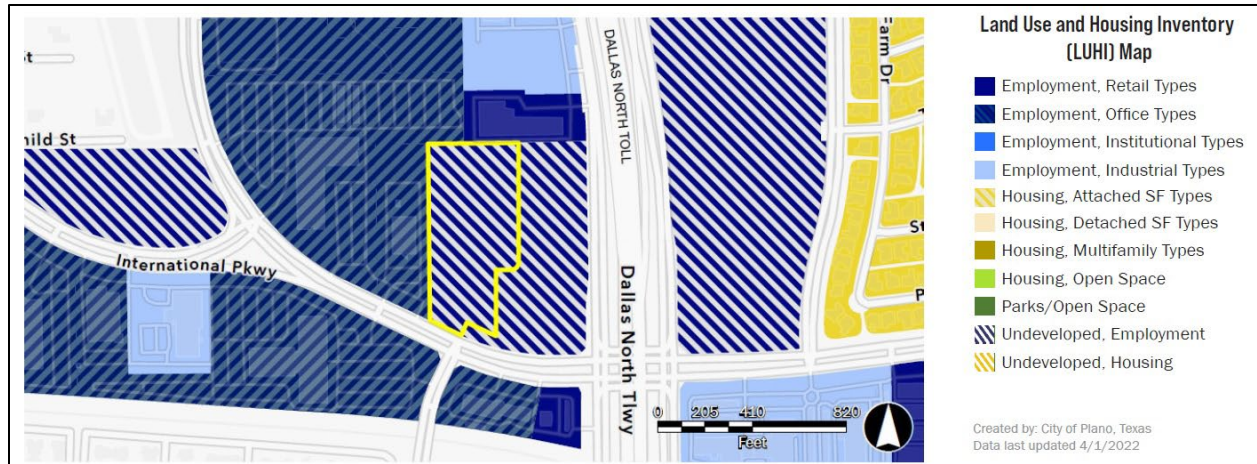 St
hild St
International Pkwy
DALLAS NORTH TOLL
Dallas North Tlwy
Farm Dr
St
P
0 205 410 820
Feet
Land Use and Housing Inventory
(LUHI) Map
Employment, Retail Types
Employment, Office Types
Employment, Institutional Types
Employment, Industrial Types
Housing, Attached SF Types
Housing, Detached SF Types
Housing, Multifamily Types
Housing, Open Space
Parks/Open Space
Undeveloped, Employment
Undeveloped, Housing
Created by: City of Plano, Texas
Data last updated 4/1/2022